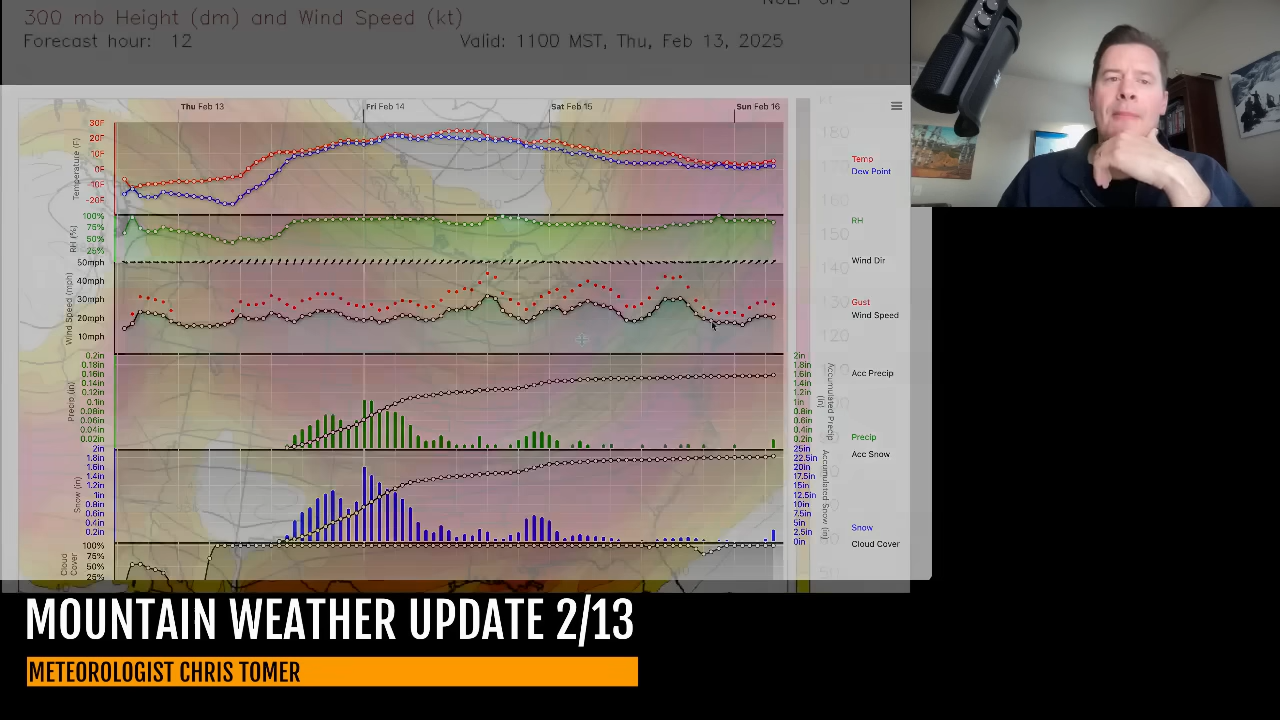 300 mb Height (dm) and Wind Speed (kt)
Forecast hour: 12
Valid: 1100 MST, Thu, Feb 13, 2025
Thu Feb 13
Fri Feb 14
Sat Feb 15
Sun Feb 16
Temperature (F)
30F
20F
10F
0F
-10F
-20F
Temp
Dew Point
RH (%)
100%
75%
50%
25%
RH
Wind Dir
Wind Speed (mph)
50mph
40mph
30mph
20mph
10mph
Gust
Wind Speed
Precip (in)
0.2in
0.18in
0.16in
0.14in
0.12in
0.1in
0.08in
0.06in
0.04in
0.02in
2in
1.8in
1.6in
1.4in
1.2in
1in
0.8in
0.6in
0.4in
0.2in
Accumulated Precip (in)
Acc Precip
Precip
Snow (in)
2in
1.8in
1.6in
1.4in
1.2in
1in
0.8in
0.6in
0.4in
0.2in
25in
22.5in
20in
17.5in
15in
12.5in
10in
7.5in
5in
2.5in
0in
Accumulated Snow (in)
Acc Snow
Snow
Cloud Cover
100%
75%
50%
25%
Cloud Cover
180
160
150
140
130
120
MOUNTAIN WEATHER UPDATE 2/13
METEOROLOGIST CHRIS TOMER